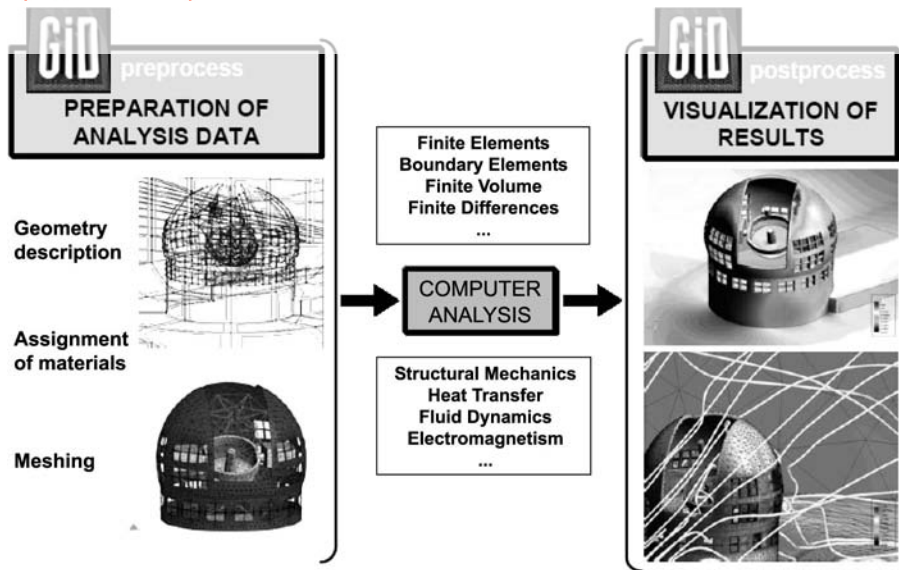 GiD
preprocess
PREPARATION OF
ANALYSIS DATA
Geometry
description
Assignment
of materials
Meshing
Finite Elements
Boundary Elements
Finite Volume
Finite Differences
...
COMPUTER
ANALYSIS
Structural Mechanics
Heat Transfer
Fluid Dynamics
Electromagnetism
...
GiD
postprocess
VISUALIZATION OF
RESULTS